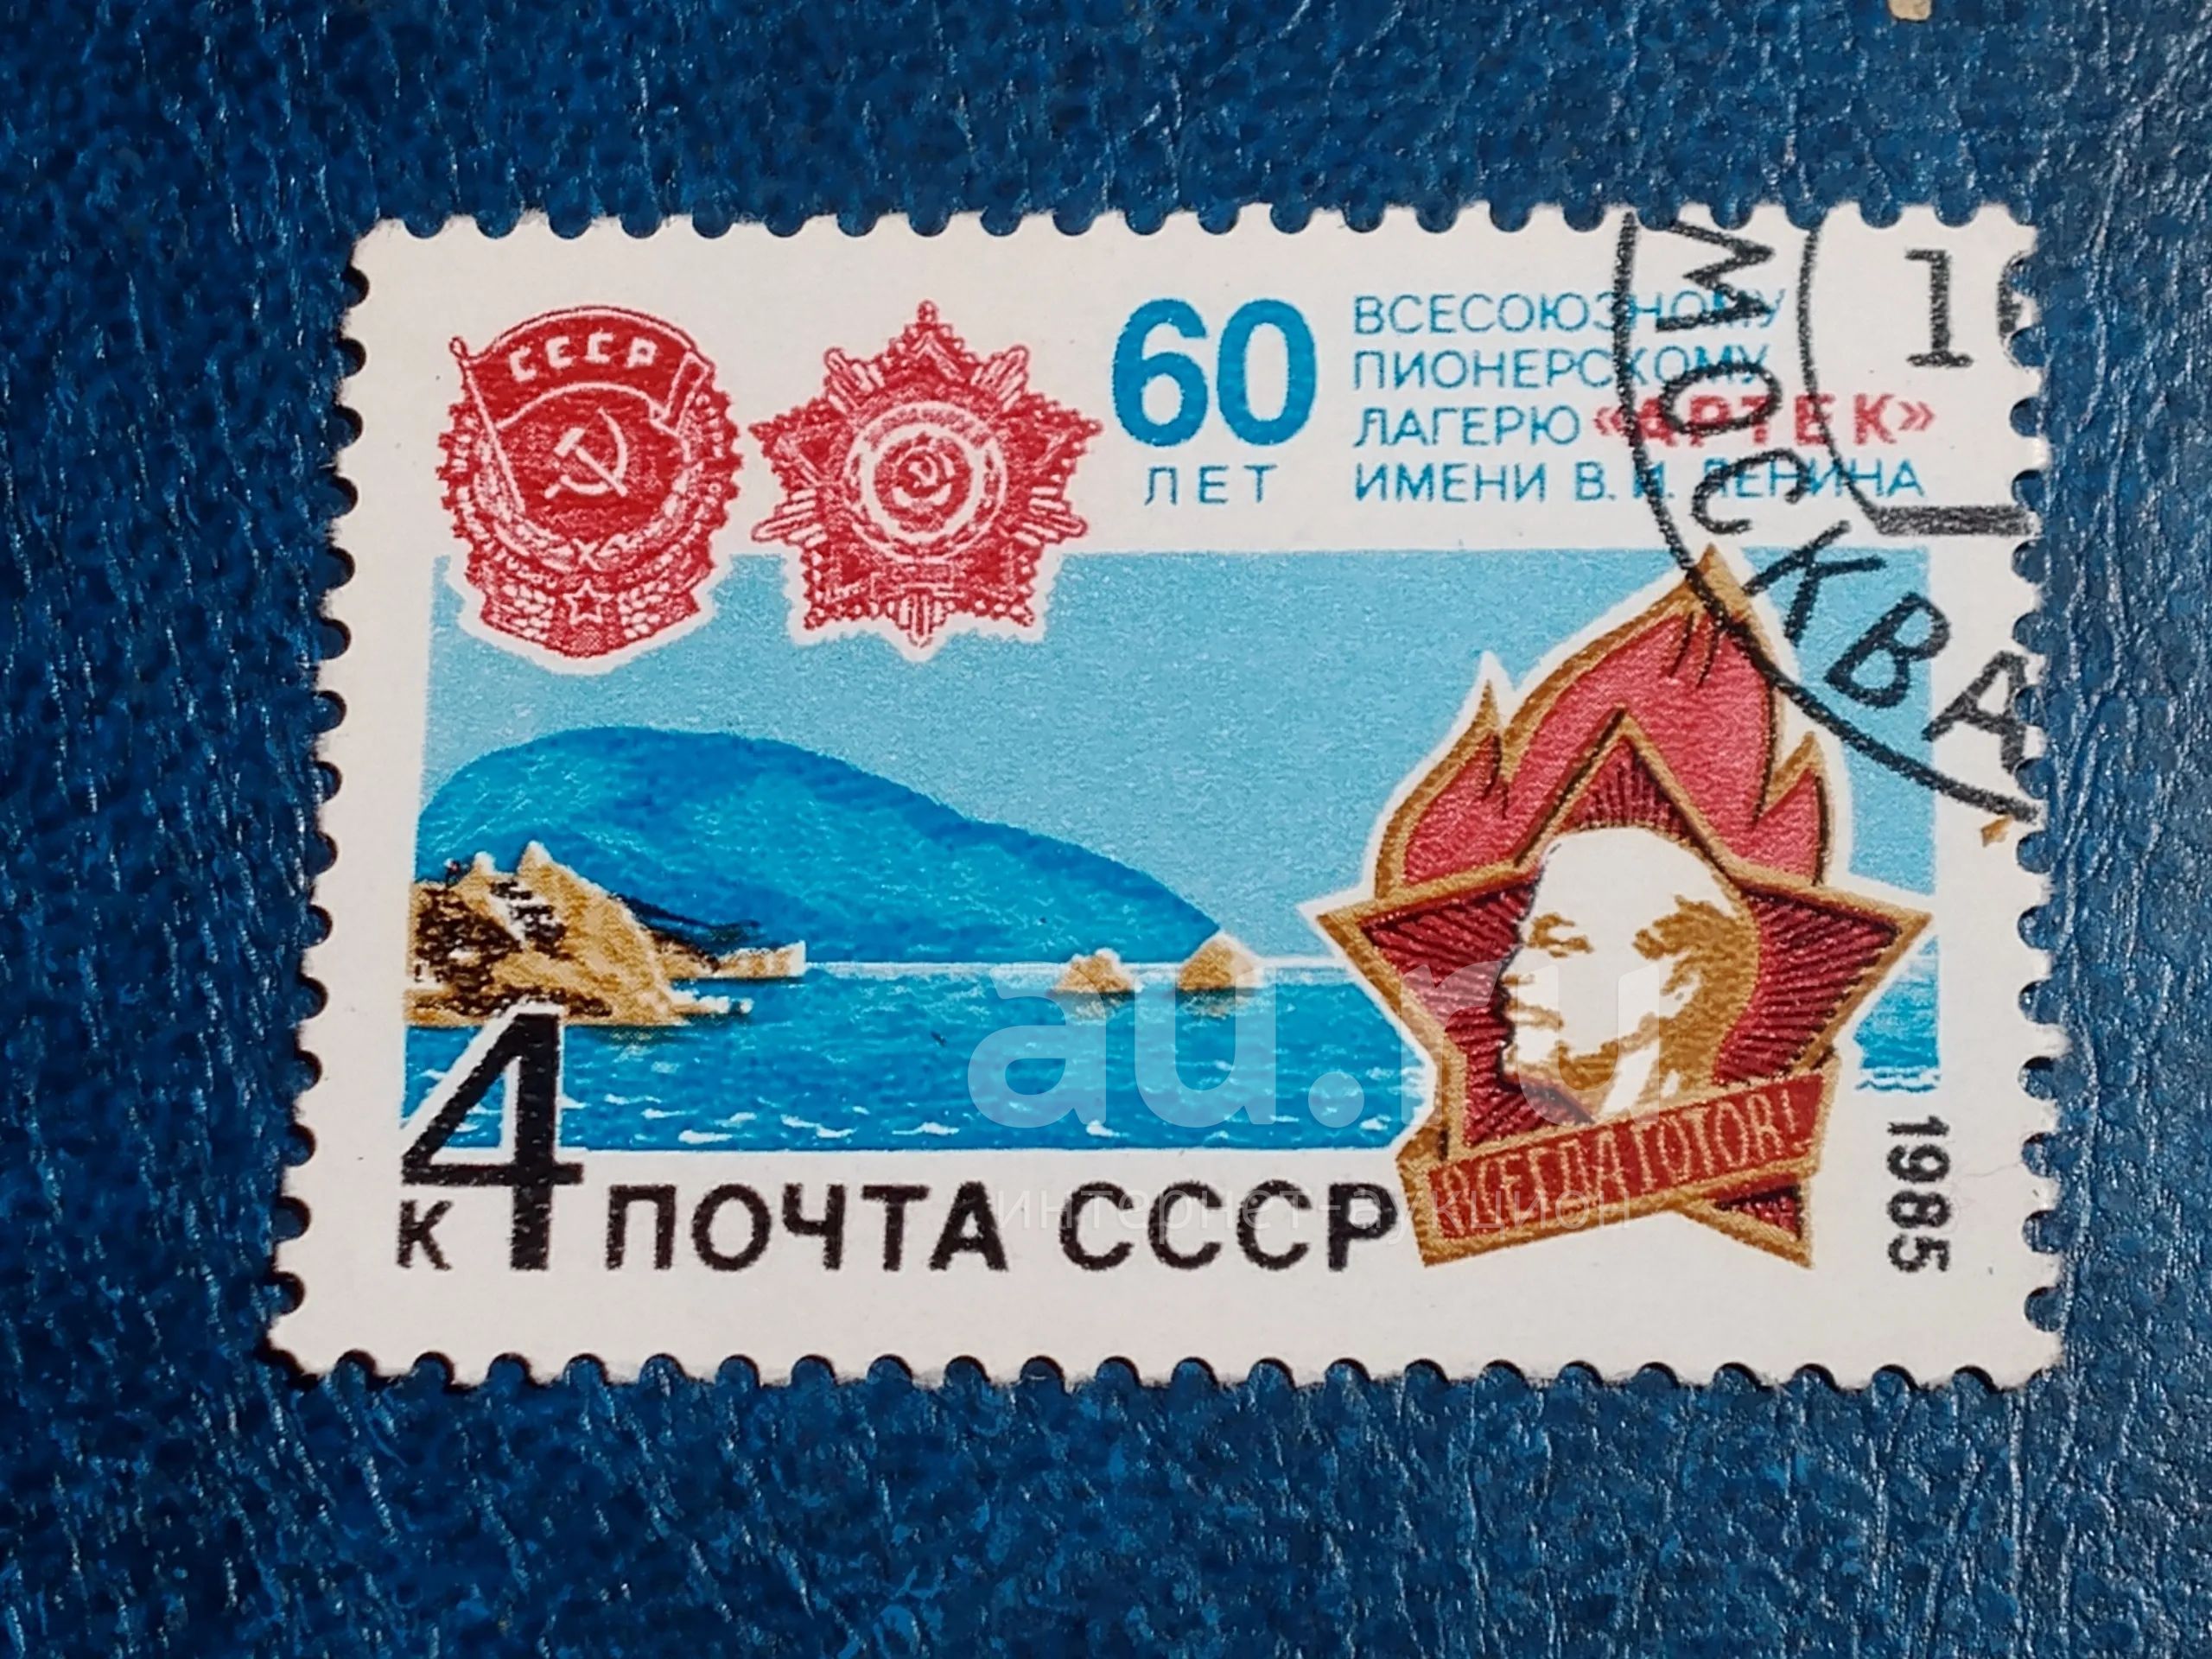 СССР
60
ЛЕТ
ВСЕСОЮЗНОМУ
ПИОНЕРСКОМУ
ЛАГЕРЮ «АРТЕК»
ИМЕНИ В. И. ЛЕНИНА
МОСКВА
1
au.ru
интернет-аукцион
ВСЕГДА ГОТОВ!
4 К
ПОЧТА СССР
1985